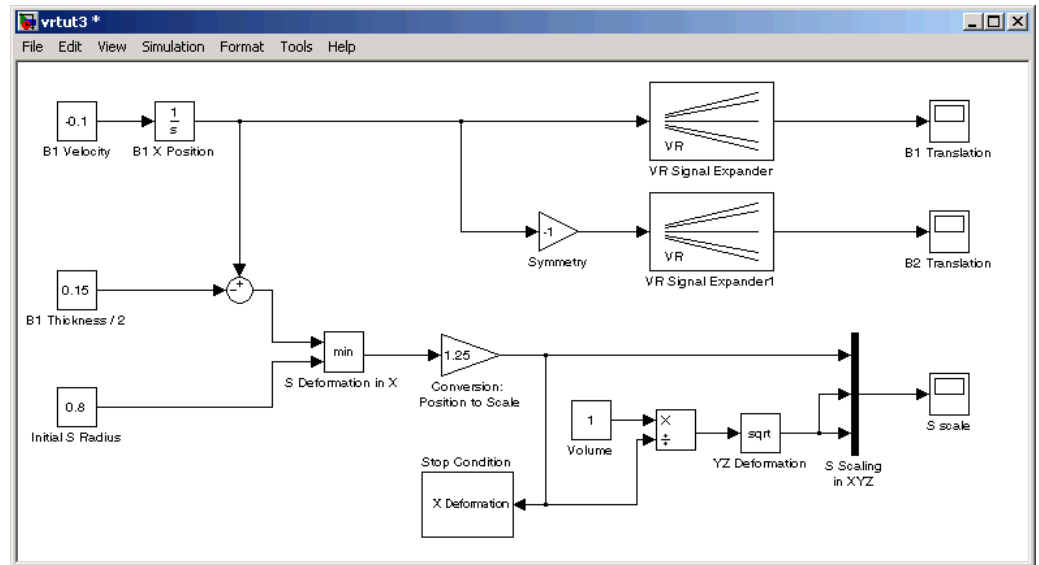 vrtut3 *
File Edit View Simulation Format Tools Help
-0.1
B1 Velocity
1
s
B1 X Position
VR
VR Signal Expander
B1 Translation
-1
Symmetry
VR
VR Signal Expander1
B2 Translation
0.15
B1 Thickness / 2
- +
min
S Deformation in X
1.25
Conversion:
Position to Scale
0.8
Initial S Radius
1
Volume
×
÷
sqrt
YZ Deformation
S Scaling
in XYZ
S scale
Stop Condition
X Deformation